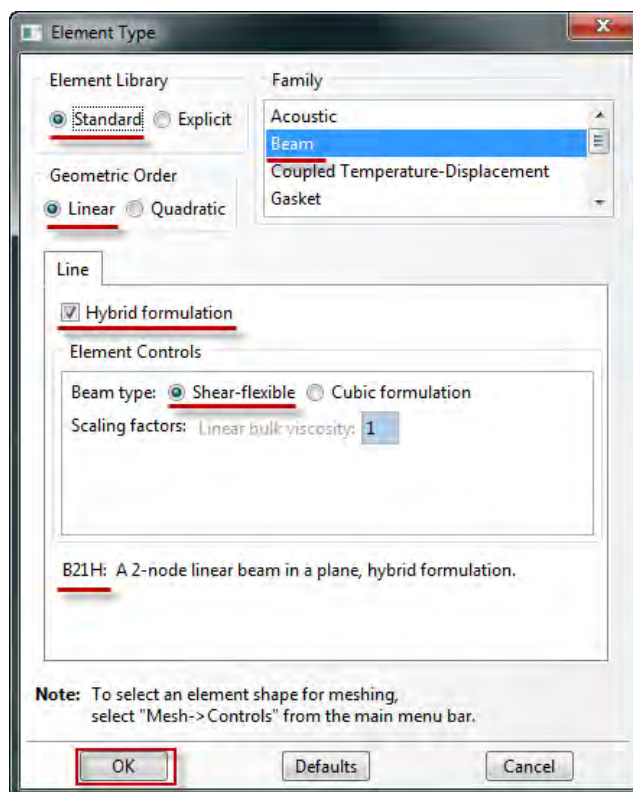 Element Type
Element Library
Family
Standard Explicit
Acoustic
Beam
Coupled Temperature-Displacement
Gasket
Geometric Order
Linear Quadratic
Line
Hybrid formulation
Element Controls
Beam type: Shear-flexible Cubic formulation
Scaling factors: Linear bulk viscosity: 1
B21H: A 2-node linear beam in a plane, hybrid formulation.
Note: To select an element shape for meshing,
select "Mesh->Controls" from the main menu bar.
OK Defaults Cancel